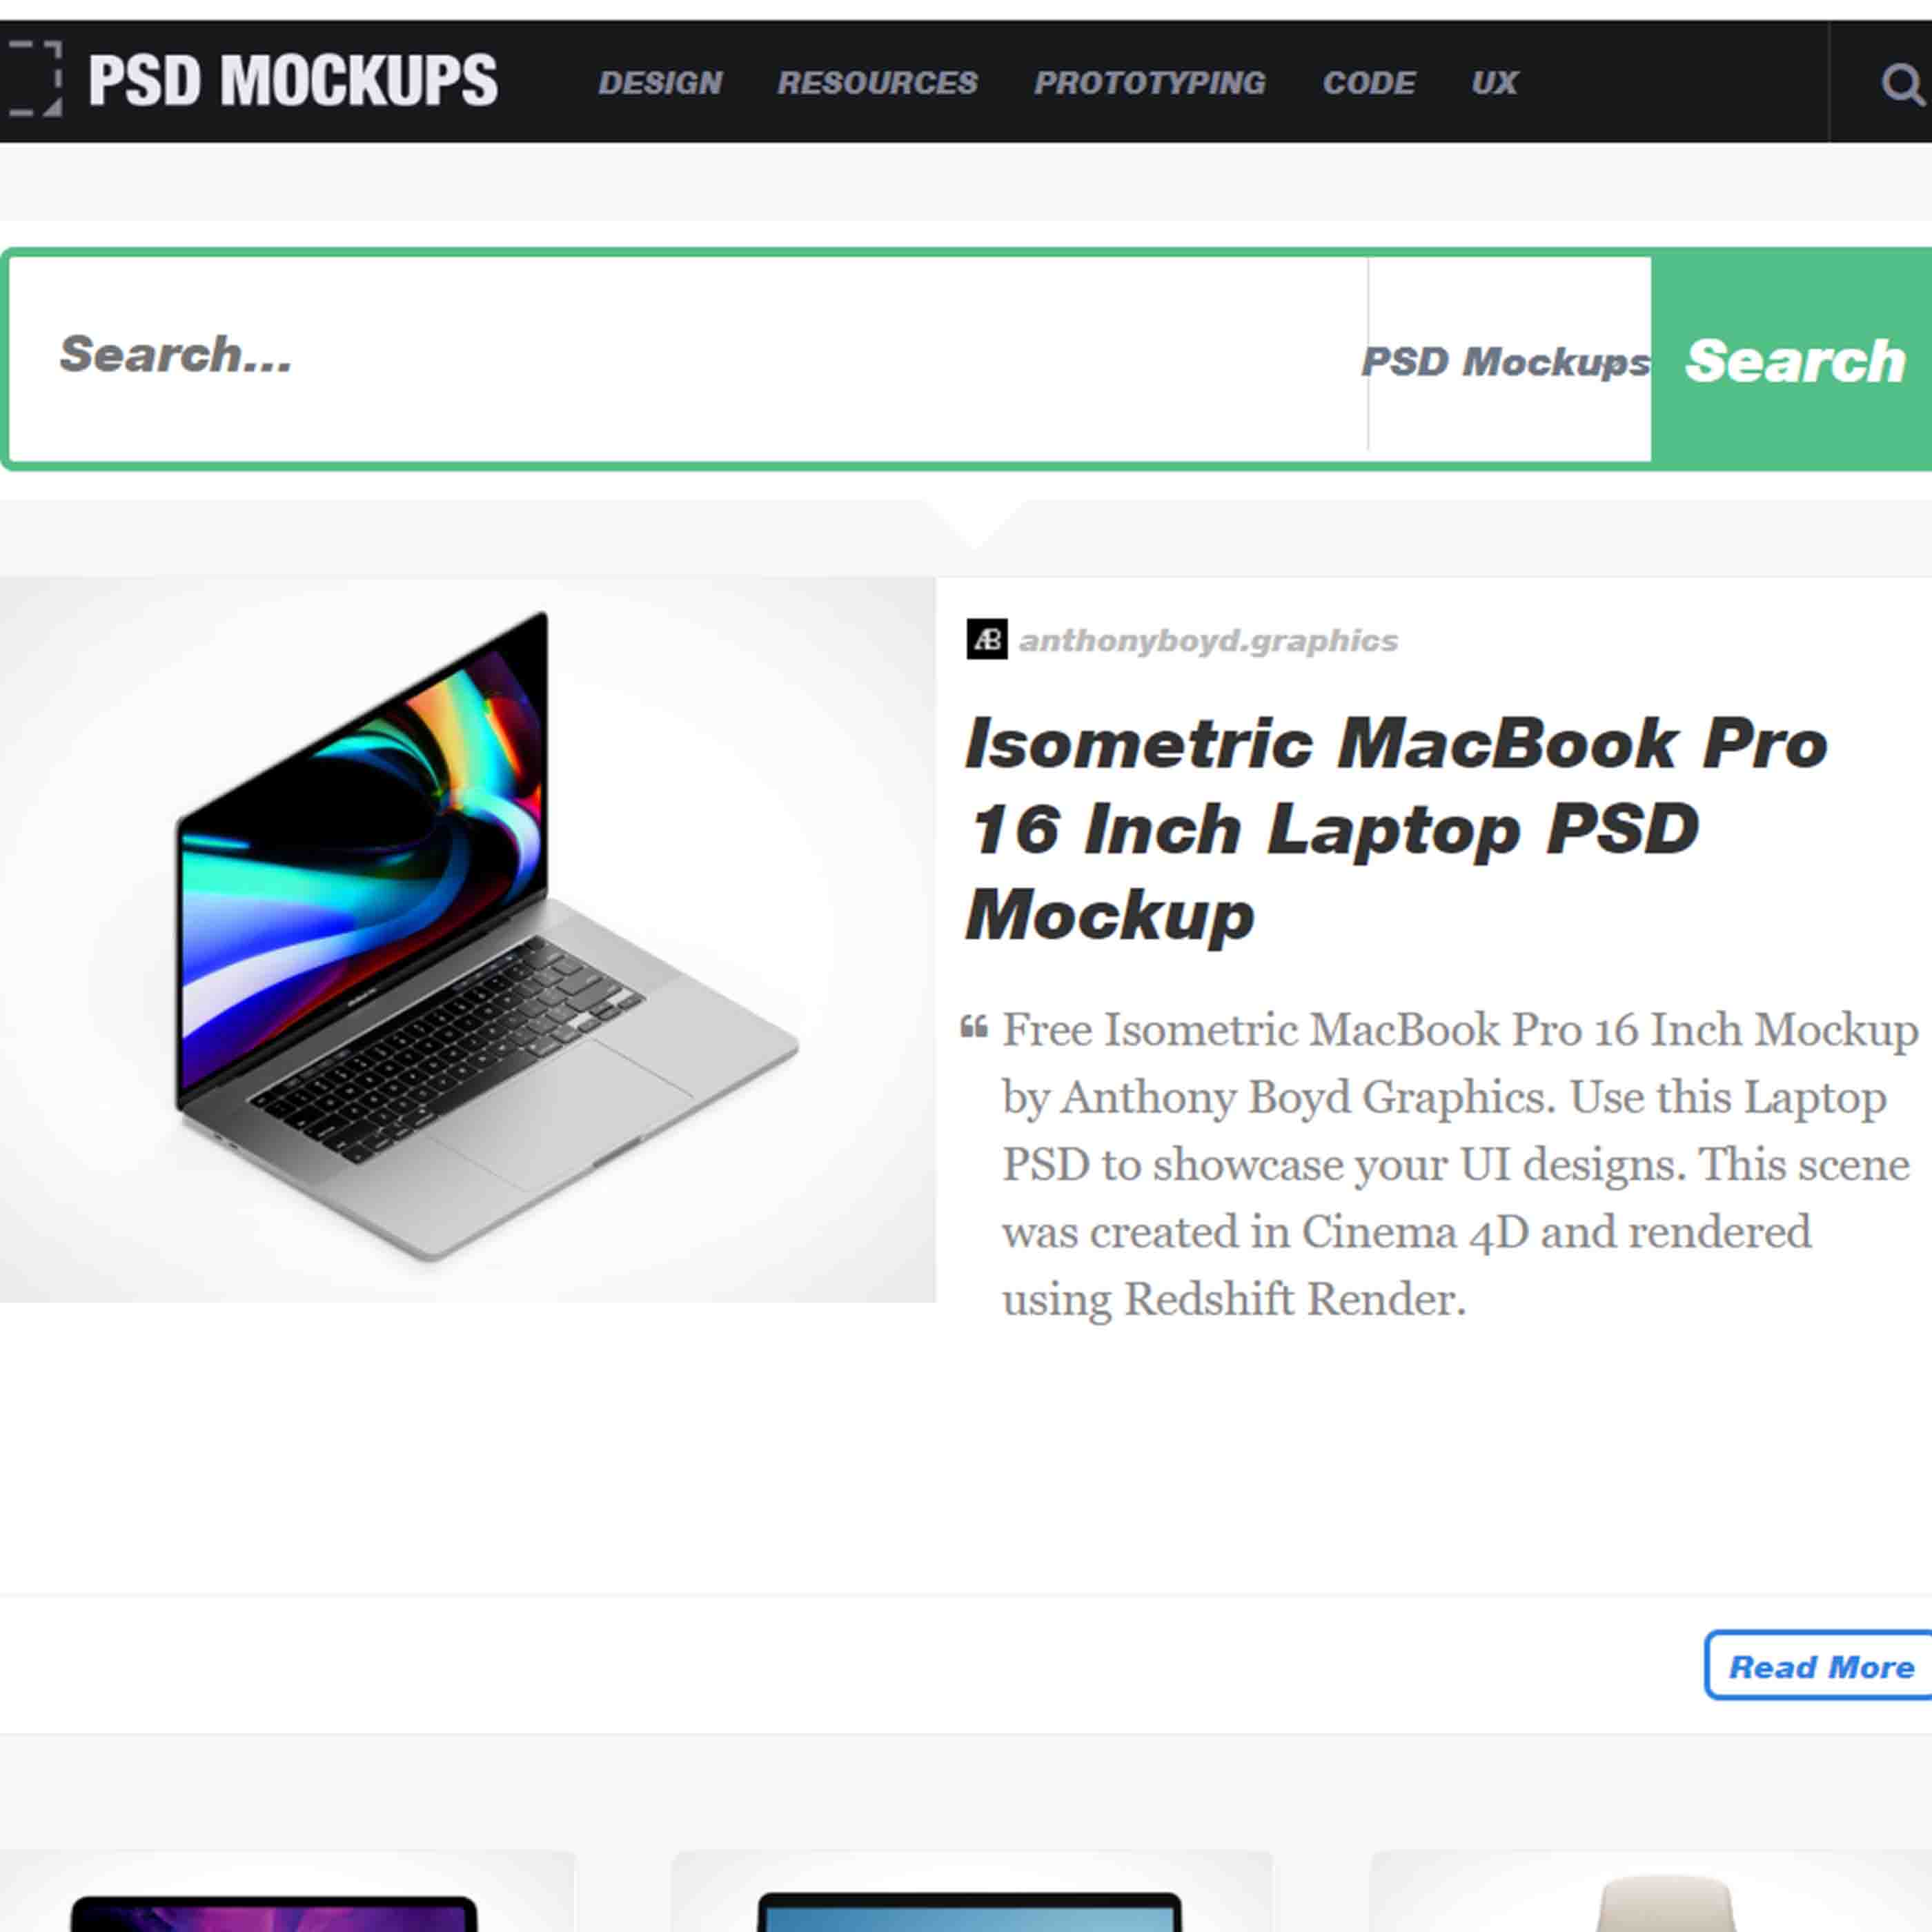 PSD MOCKUPS
DESIGN RESOURCES PROTOTYPING CODE UX
Search...
PSD Mockups
Search
AB anthonyboyd.graphics
Isometric MacBook Pro
16 Inch Laptop PSD
Mockup
“ Free Isometric MacBook Pro 16 Inch Mockup
by Anthony Boyd Graphics. Use this Laptop
PSD to showcase your UI designs. This scene
was created in Cinema 4D and rendered
using Redshift Render.
Read More